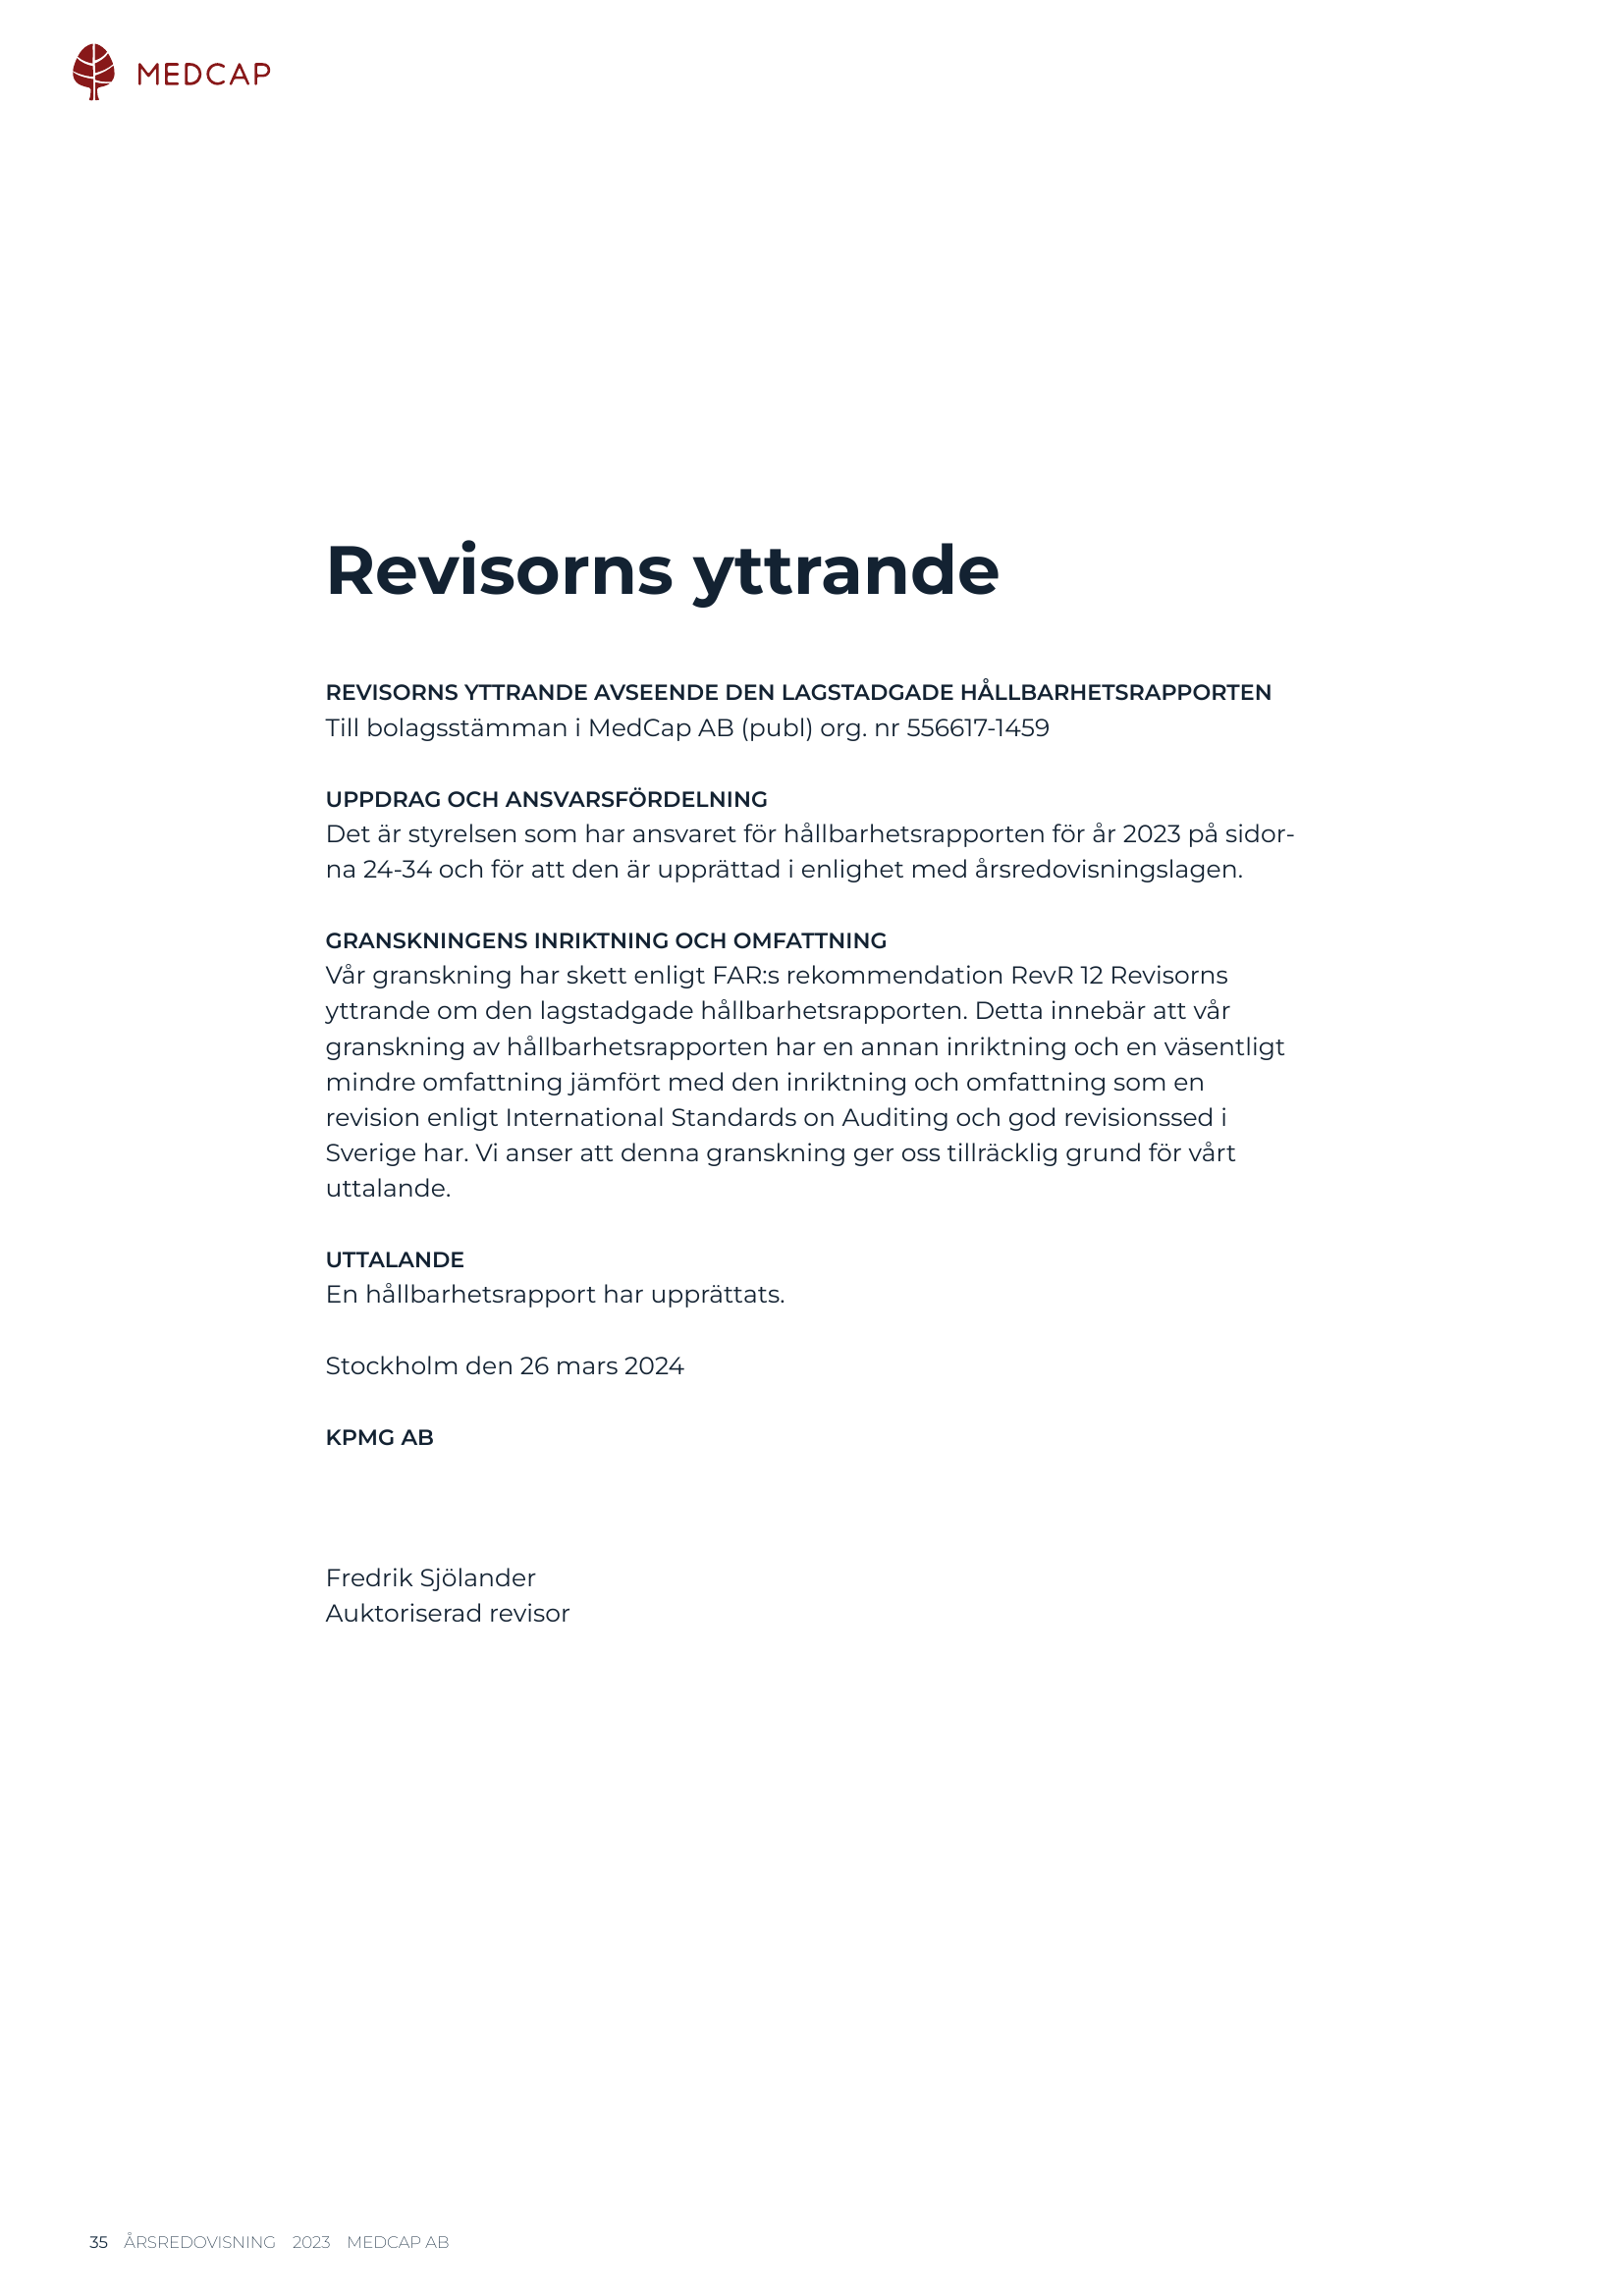 MEDCAP
Revisorns yttrande
REVISORNS YTTRANDE AVSEENDE DEN LAGSTADGADE HÅLLBARHETSRAPPORTEN
Till bolagsstämman i MedCap AB (publ) org. nr 556617-1459
UPPDRAG OCH ANSVARSFÖRDELNING
Det är styrelsen som har ansvaret för hållbarhetsrapporten för år 2023 på sidor-
na 24-34 och för att den är upprättad i enlighet med årsredovisningslagen.
GRANSKNINGENS INRIKTNING OCH OMFATTNING
Vår granskning har skett enligt FAR:s rekommendation RevR 12 Revisorns
yttrande om den lagstadgade hållbarhetsrapporten. Detta innebär att vår
granskning av hållbarhetsrapporten har en annan inriktning och en väsentligt
mindre omfattning jämfört med den inriktning och omfattning som en
revision enligt International Standards on Auditing och god revisionssed i
Sverige har. Vi anser att denna granskning ger oss tillräcklig grund för vårt
uttalande.
UTTALANDE
En hållbarhetsrapport har upprättats.
Stockholm den 26 mars 2024
KPMG AB
Fredrik Sjölander
Auktoriserad revisor
35 ÅRSREDOVISNING 2023 MEDCAP AB